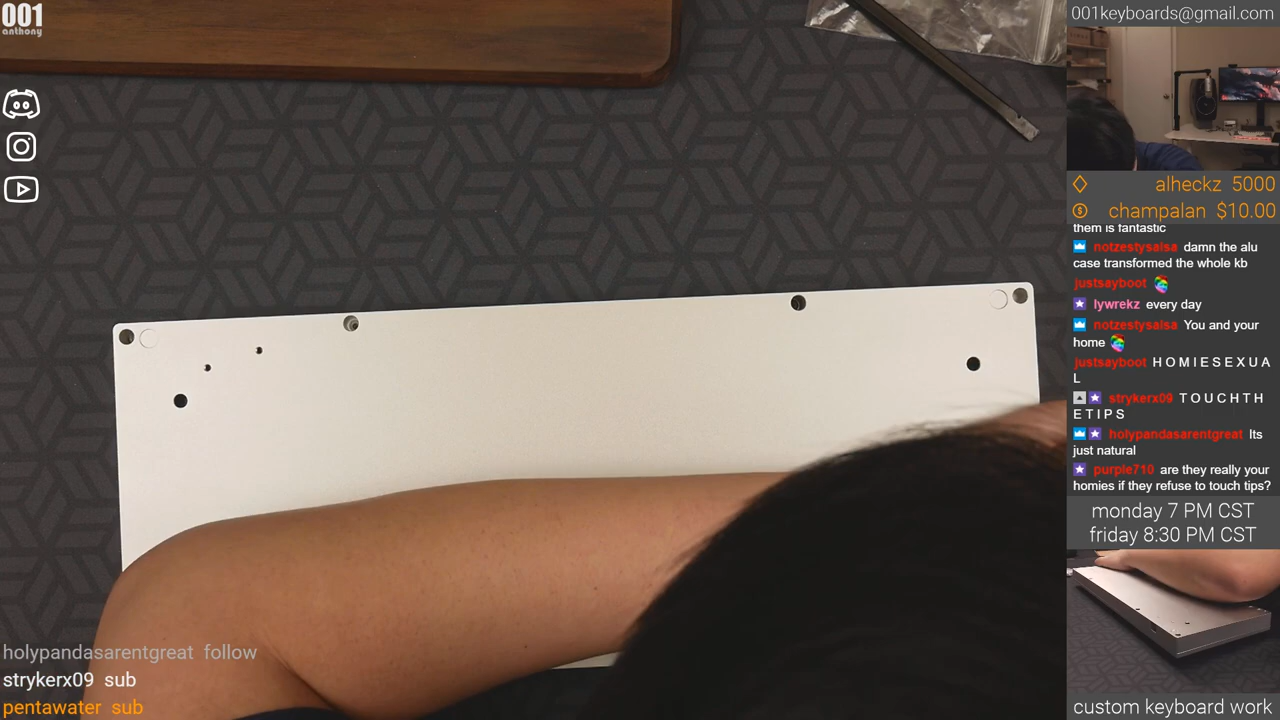 001
anthony
001keyboards@gmail.com
alheckz 5000
champalan $10.00
them is fantastic
notzestysalsa damn the alu
case transformed the whole kb
justsayboot
lywrekz every day
notzestysalsa You and your
home
justsayboot H O M I E S E X U A
L
strykerx09 T O U C H T H
E T I P S
holypandasarentgreat Its
just natural
purple710 are they really your
homies if they refuse to touch tips?
monday 7 PM CST
friday 8:30 PM CST
holypandasarentgreat follow
strykerx09 sub
pentawater sub
custom keyboard work